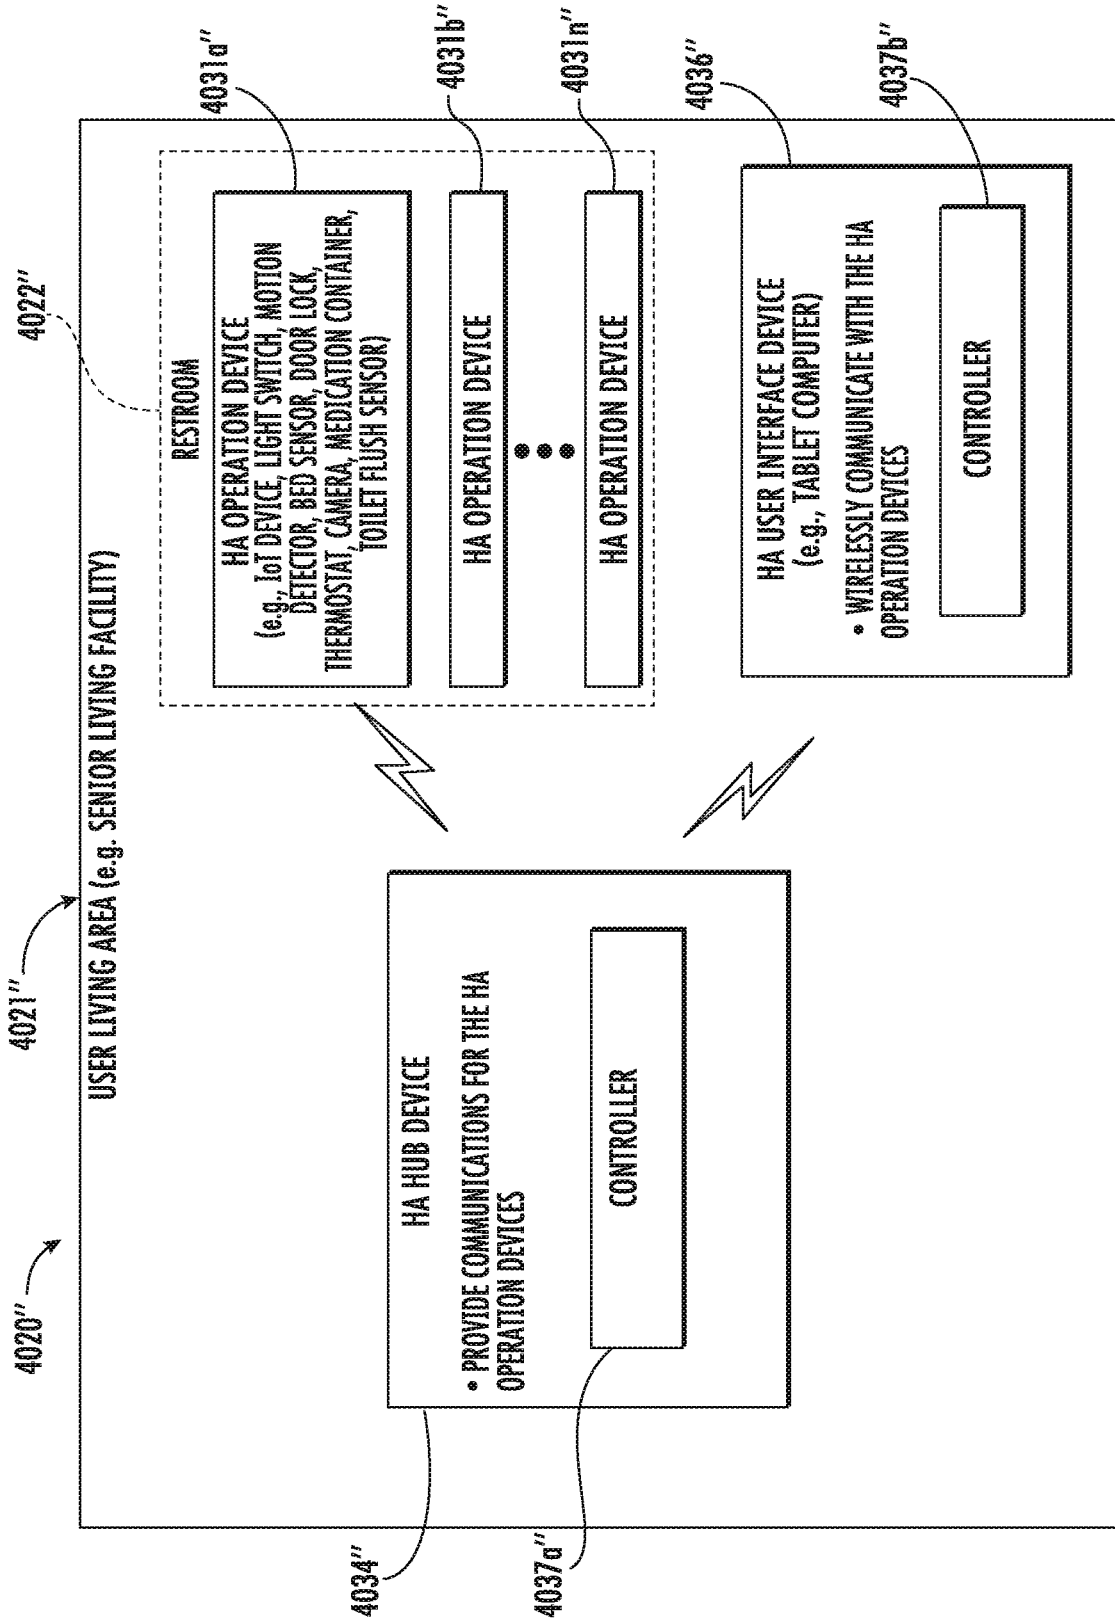 4020′′
4021′′
4022′′
USER LIVING AREA (e.g. SENIOR LIVING FACILITY)
RESTROOM
HA OPERATION DEVICE
(e.g., IoT DEVICE, LIGHT SWITCH, MOTION
DETECTOR, BED SENSOR, DOOR LOCK,
THERMOSTAT, CAMERA, MEDICATION CONTAINER,
TOILET FLUSH SENSOR)
4031a′′
HA OPERATION DEVICE
4031b′′
HA OPERATION DEVICE
4031n′′
HA HUB DEVICE
• PROVIDE COMMUNICATIONS FOR THE HA
OPERATION DEVICES
CONTROLLER
4034′′
4037a′′
HA USER INTERFACE DEVICE
(e.g., TABLET COMPUTER)
• WIRELESSLY COMMUNICATE WITH THE HA
OPERATION DEVICES
CONTROLLER
4036′′
4037b′′